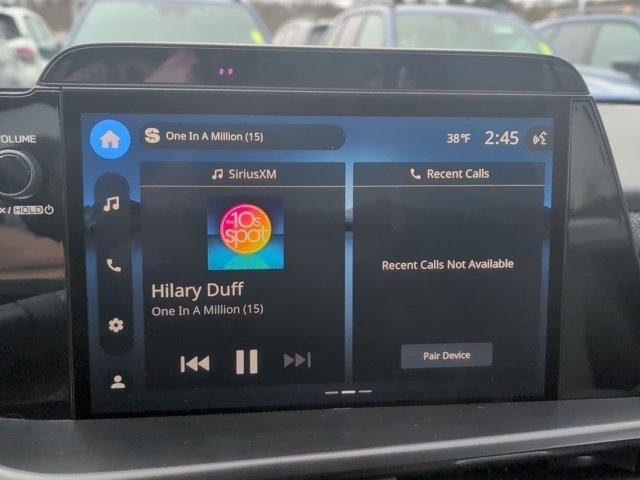 VOLUME
HOLD
One In A Million (15)
38°F
2:45
SiriusXM
Recent Calls
the 10s spot
Recent Calls Not Available
Hilary Duff
One In A Million (15)
Pair Device